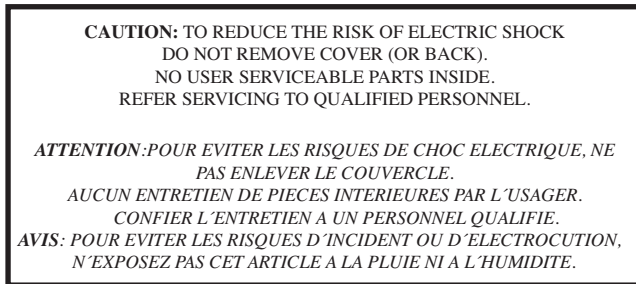 CAUTION: TO REDUCE THE RISK OF ELECTRIC SHOCK
DO NOT REMOVE COVER (OR BACK).
NO USER SERVICEABLE PARTS INSIDE.
REFER SERVICING TO QUALIFIED PERSONNEL.
ATTENTION:POUR EVITER LES RISQUES DE CHOC ELECTRIQUE, NE
PAS ENLEVER LE COUVERCLE.
AUCUN ENTRETIEN DE PIECES INTERIEURES PAR L´USAGER.
CONFIER L´ENTRETIEN A UN PERSONNEL QUALIFIE.
AVIS: POUR EVITER LES RISQUES D´INCIDENT OU D´ELECTROCUTION,
N´EXPOSEZ PAS CET ARTICLE A LA PLUIE NI A L´HUMIDITE.